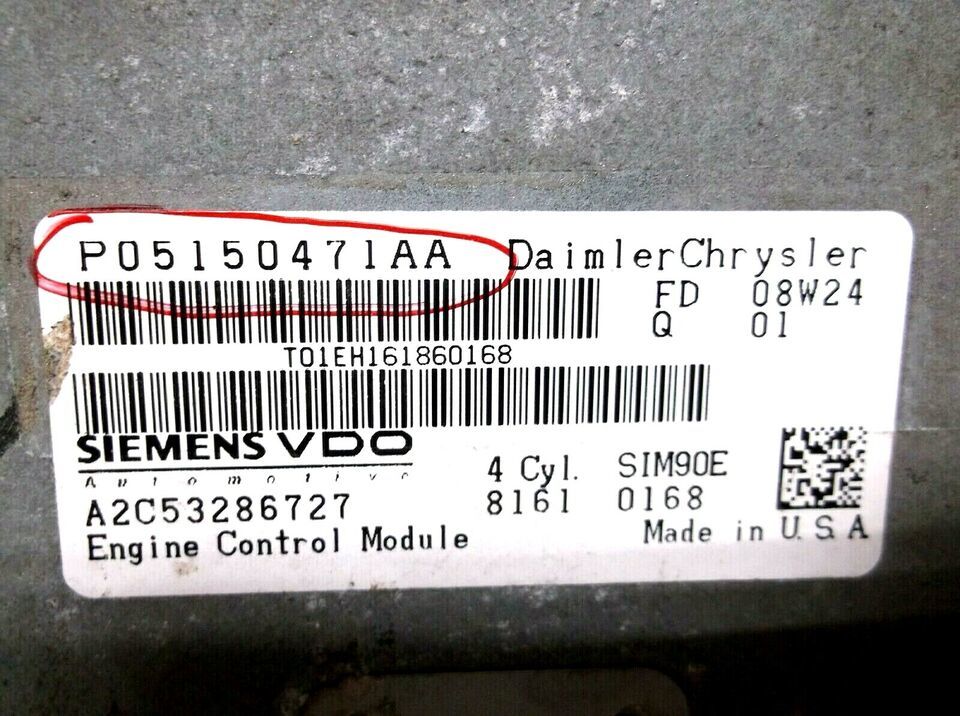 P05150471AA DaimlerChrysler
FD 08W24
Q 01
T01EH161860168
SIEMENS VDO
Automotive
4 Cyl. SIM90E
A2C53286727 8161 0168
Engine Control Module Made in U.S.A